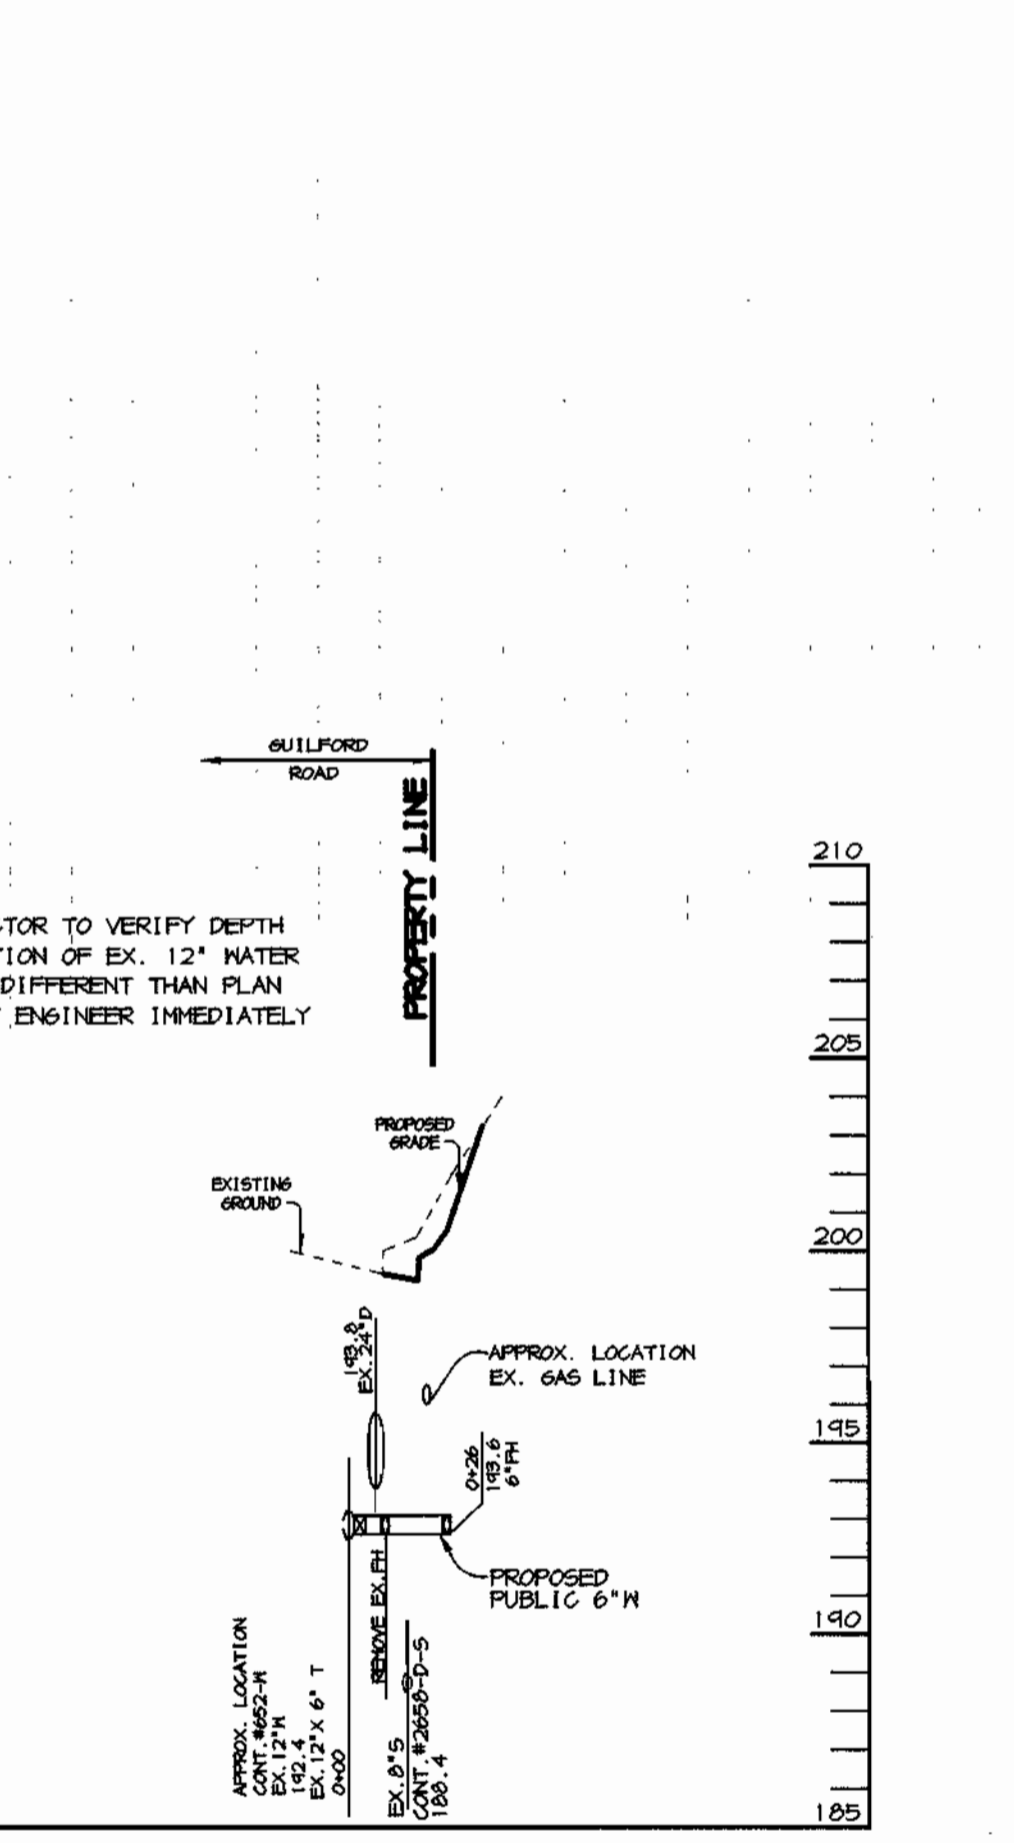 GUILFORD
ROAD
PROPERTY LINE
TOR TO VERIFY DEPTH
TION OF EX. 12" WATER
DIFFERENT THAN PLAN
ENGINEER IMMEDIATELY
PROPOSED
GRADE
EXISTING
GROUND
193.8
EX.24"D
APPROX. LOCATION
EX. GAS LINE
0+26
193.6
6"FH
PROPOSED
PUBLIC 6"W
REMOVE EX.FH
APPROX. LOCATION
CONT.#652-W
EX.12"W
192.4
EX.12"X 6" T
0+00
EX.8"S
CONT.#2658-D-S
188.4
210
205
200
195
190
185